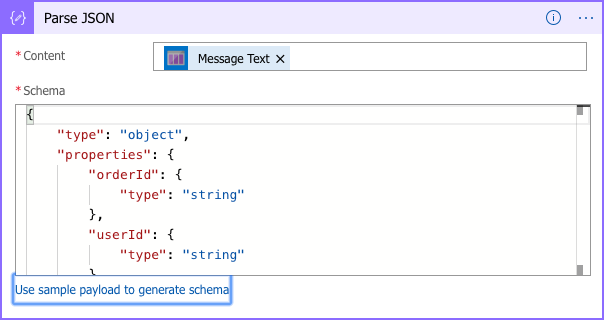 Parse JSON
* Content
Message Text ×
* Schema
{
    "type": "object",
    "properties": {
        "orderId": {
            "type": "string"
        },
        "userId": {
            "type": "string"
        }
Use sample payload to generate schema